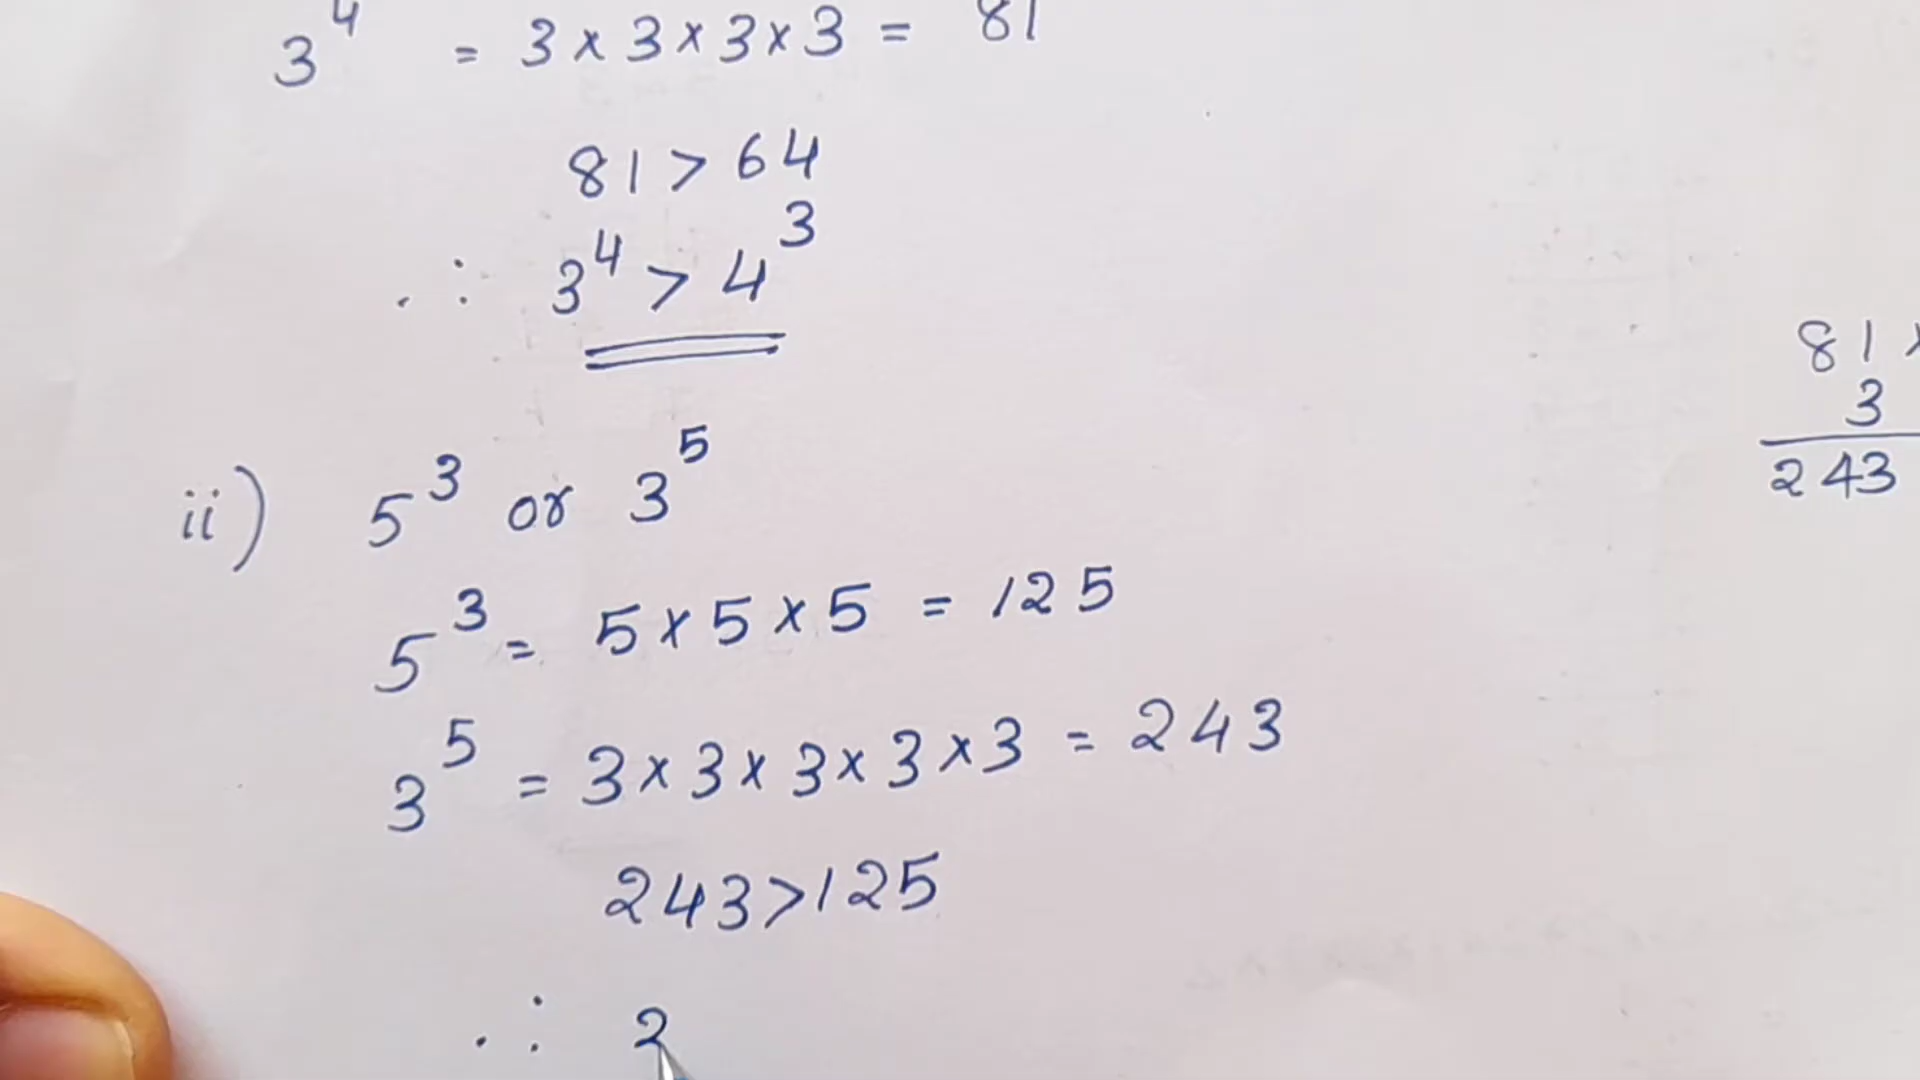 3⁴ = 3 × 3 × 3 × 3 = 81
81 > 64
∴ 3⁴ > 4³
81 ×
3
243
ii) 5³ or 3⁵
5³ = 5 × 5 × 5 = 125
3⁵ = 3 × 3 × 3 × 3 × 3 = 243
243 > 125
∴